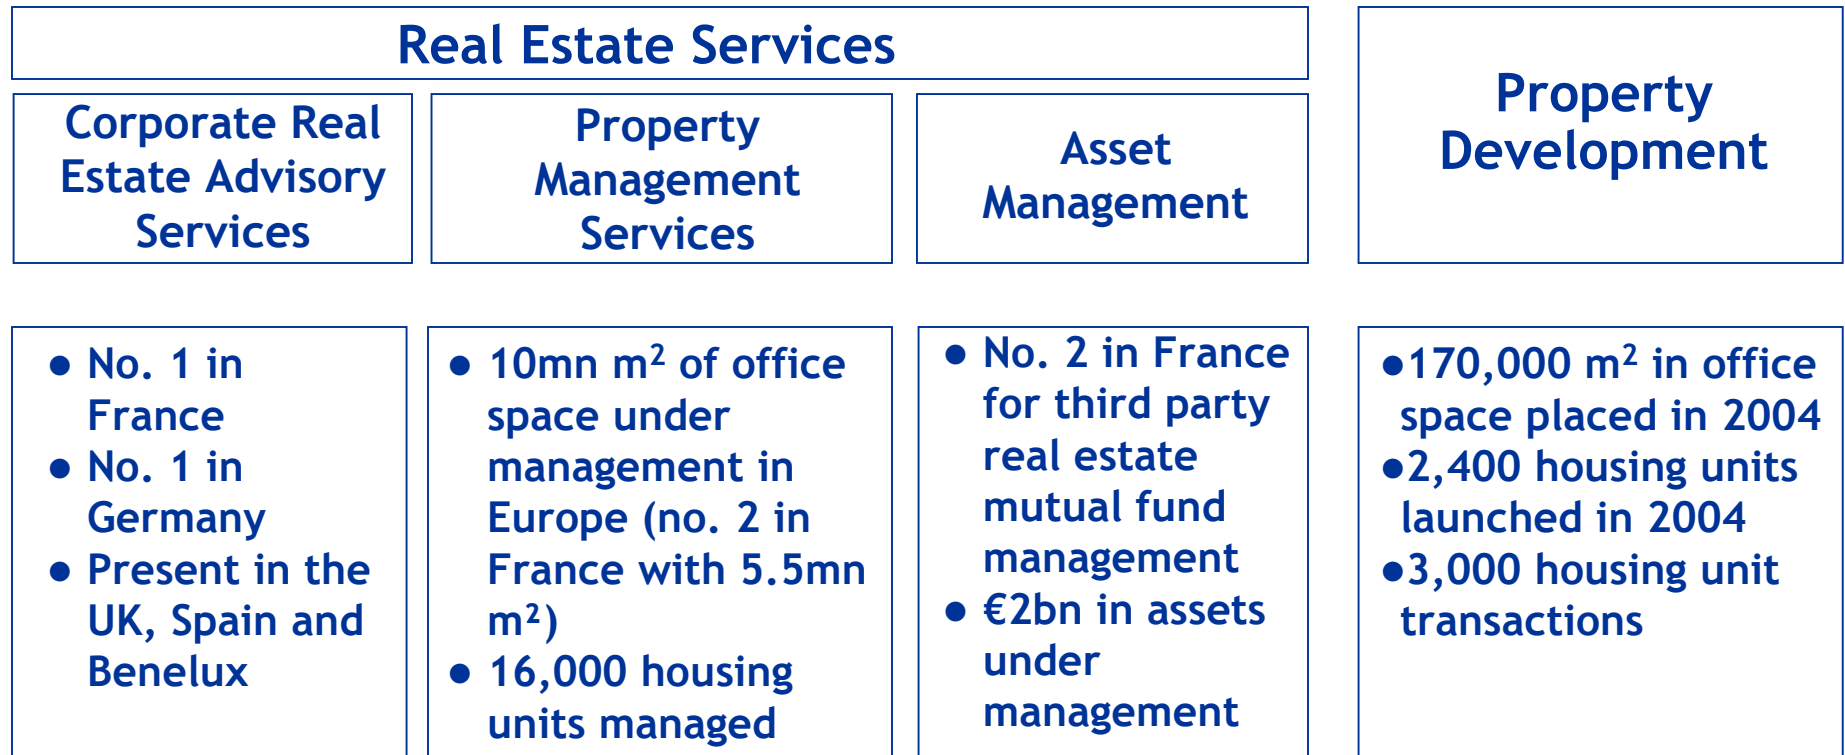 Real Estate Services
Corporate Real
Estate Advisory
Services
Property
Management
Services
Asset
Management
Property
Development
● No. 1 in
France
● No. 1 in
Germany
● Present in the
UK, Spain and
Benelux
● 10mn m² of office
space under
management in
Europe (no. 2 in
France with 5.5mn
m²)
● 16,000 housing
units managed
● No. 2 in France
for third party
real estate
mutual fund
management
● €2bn in assets
under
management
●170,000 m² in office
space placed in 2004
●2,400 housing units
launched in 2004
●3,000 housing unit
transactions